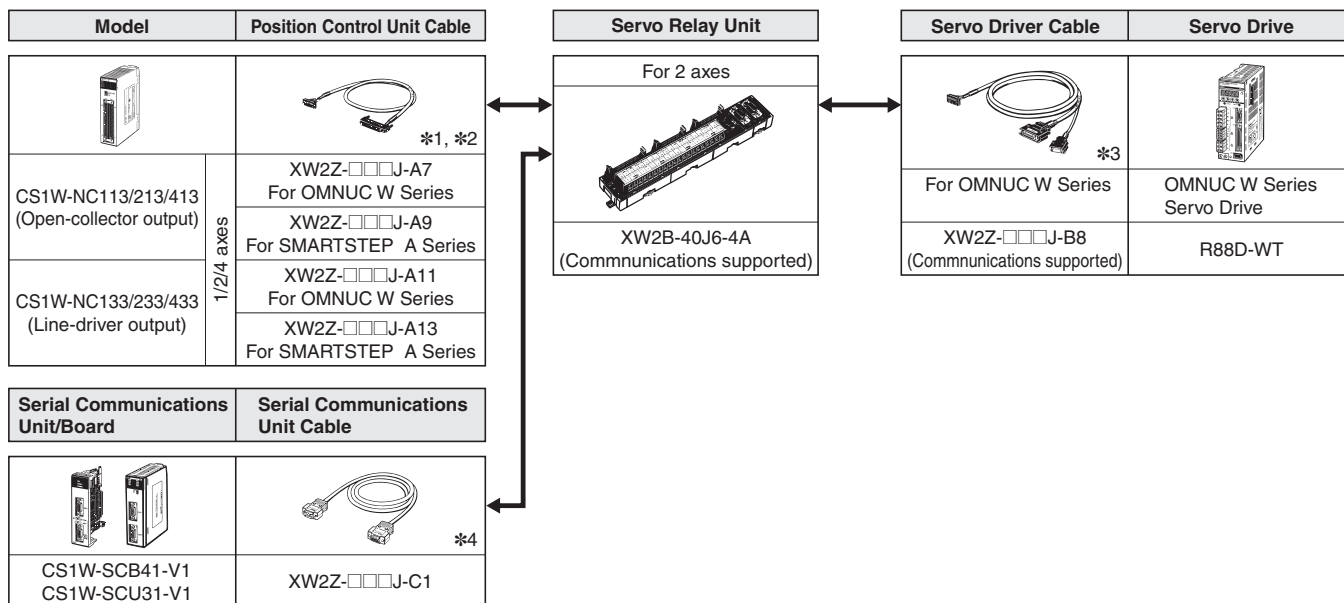 Model
Position Control Unit Cable
Servo Relay Unit
Servo Driver Cable
Servo Drive
For 2 axes
✻1, ✻2
✻3
CS1W-NC113/213/413
(Open-collector output)
1/2/4 axes
XW2Z-□□□J-A7
For OMNUC W Series
XW2Z-□□□J-A9
For SMARTSTEP A Series
CS1W-NC133/233/433
(Line-driver output)
XW2Z-□□□J-A11
For OMNUC W Series
XW2Z-□□□J-A13
For SMARTSTEP A Series
XW2B-40J6-4A
(Commnunications supported)
For OMNUC W Series
OMNUC W Series
Servo Drive
XW2Z-□□□J-B8
(Commnunications supported)
R88D-WT
Serial Communications
Unit/Board
Serial Communications
Unit Cable
✻4
CS1W-SCB41-V1
CS1W-SCU31-V1
XW2Z-□□□J-C1